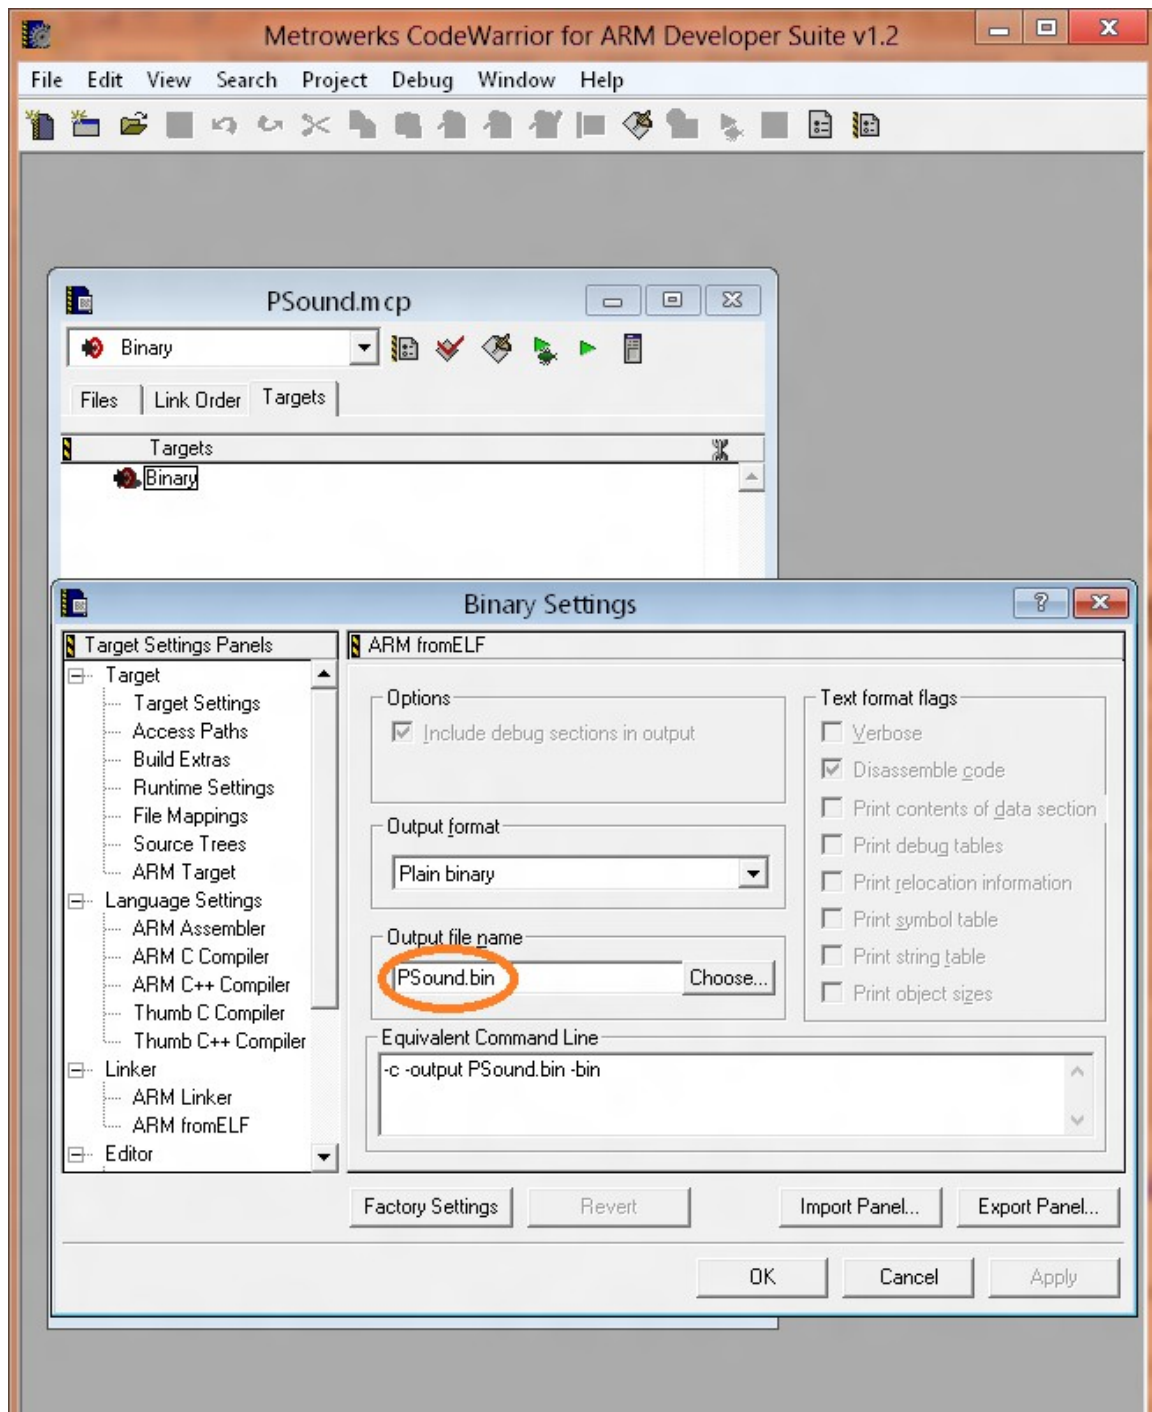 Metrowerks CodeWarrior for ARM Developer Suite v1.2
File Edit View Search Project Debug Window Help
PSound.mcp
Binary
Files Link Order Targets
Targets
Binary
Binary Settings
Target Settings Panels
Target
Target Settings
Access Paths
Build Extras
Runtime Settings
File Mappings
Source Trees
ARM Target
Language Settings
ARM Assembler
ARM C Compiler
ARM C++ Compiler
Thumb C Compiler
Thumb C++ Compiler
Linker
ARM Linker
ARM fromELF
Editor
ARM fromELF
Options
Include debug sections in output
Output format
Plain binary
Output file name
PSound.bin Choose...
Text format flags
Verbose
Disassemble code
Print contents of data section
Print debug tables
Print relocation information
Print symbol table
Print string table
Print object sizes
Equivalent Command Line
-c -output PSound.bin -bin
Factory Settings Revert Import Panel... Export Panel...
OK Cancel Apply